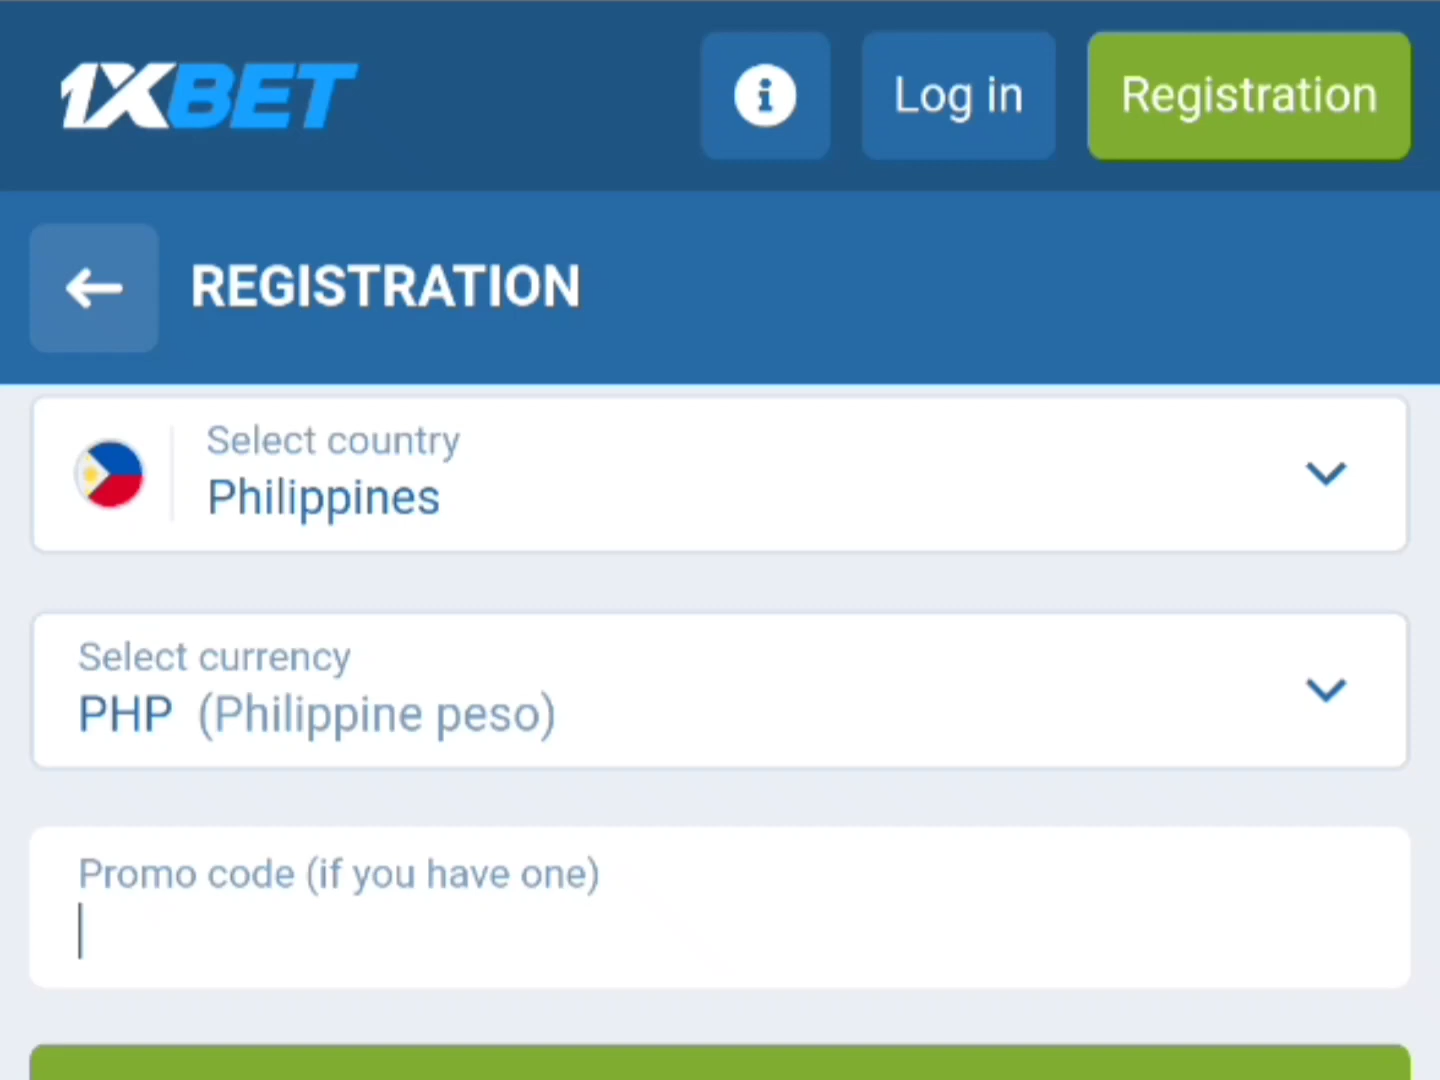 1XBET
Log in
Registration
REGISTRATION
Select country
Philippines
Select currency
PHP (Philippine peso)
Promo code (if you have one)